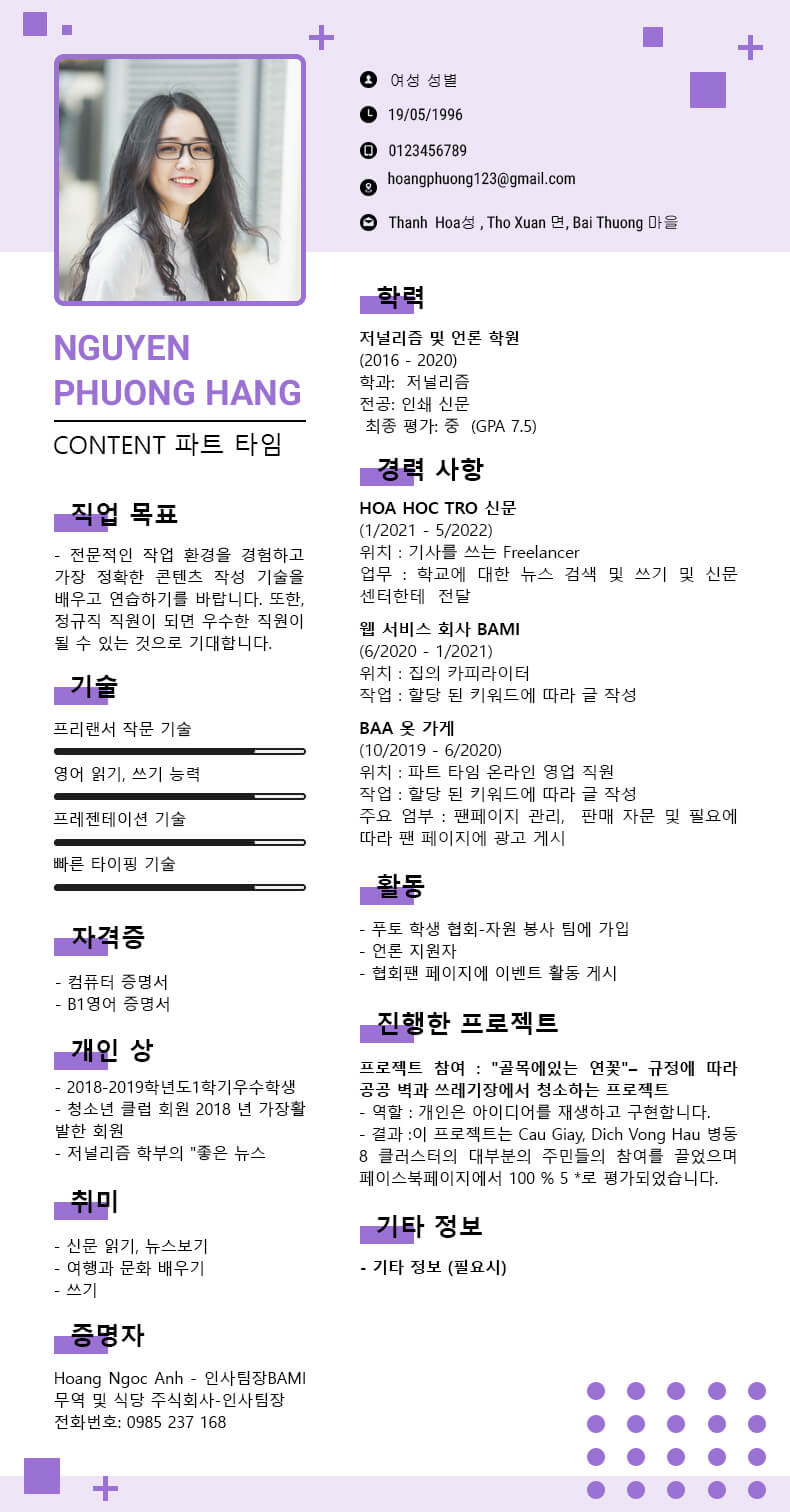 여성 성별
19/05/1996
0123456789
hoangphuong123@gmail.com
Thanh Hoa성 , Tho Xuan 면, Bai Thuong 마을
NGUYEN
PHUONG HANG
CONTENT 파트 타임
직업 목표
- 전문적인 작업 환경을 경험하고
가장 정확한 콘텐츠 작성 기술을
배우고 연습하기를 바랍니다. 또한,
정규직 직원이 되면 우수한 직원이
될 수 있는 것으로 기대합니다.
기술
프리랜서 작문 기술
영어 읽기, 쓰기 능력
프레젠테이션 기술
빠른 타이핑 기술
자격증
- 컴퓨터 증명서
- B1영어 증명서
개인 상
- 2018-2019학년도1학기우수학생
- 청소년 클럽 회원 2018 년 가장활
발한 회원
- 저널리즘 학부의 "좋은 뉴스
취미
- 신문 읽기, 뉴스보기
- 여행과 문화 배우기
- 쓰기
증명자
Hoang Ngoc Anh - 인사팀장BAMI
무역 및 식당 주식회사-인사팀장
전화번호: 0985 237 168
학력
저널리즘 및 언론 학원
(2016 - 2020)
학과: 저널리즘
전공: 인쇄 신문
최종 평가: 중 (GPA 7.5)
경력 사항
HOA HOC TRO 신문
(1/2021 - 5/2022)
위치 : 기사를 쓰는 Freelancer
업무 : 학교에 대한 뉴스 검색 및 쓰기 및 신문
센터한테 전달
웹 서비스 회사 BAMI
(6/2020 - 1/2021)
위치 : 집의 카피라이터
작업 : 할당 된 키워드에 따라 글 작성
BAA 옷 가게
(10/2019 - 6/2020)
위치 : 파트 타임 온라인 영업 직원
작업 : 할당 된 키워드에 따라 글 작성
주요 엄부 : 팬페이지 관리, 판매 자문 및 필요에
따라 팬 페이지에 광고 게시
활동
- 푸토 학생 협회-자원 봉사 팀에 가입
- 언론 지원자
- 협회팬 페이지에 이벤트 활동 게시
진행한 프로젝트
프로젝트 참여 : "골목에있는 연꽃"– 규정에 따라
공공 벽과 쓰레기장에서 청소하는 프로젝트
- 역할 : 개인은 아이디어를 재생하고 구현합니다.
- 결과 :이 프로젝트는 Cau Giay, Dich Vong Hau 병동
8 클러스터의 대부분의 주민들의 참여를 끌었으며
페이스북페이지에서 100 % 5 *로 평가되었습니다.
기타 정보
- 기타 정보 (필요시)